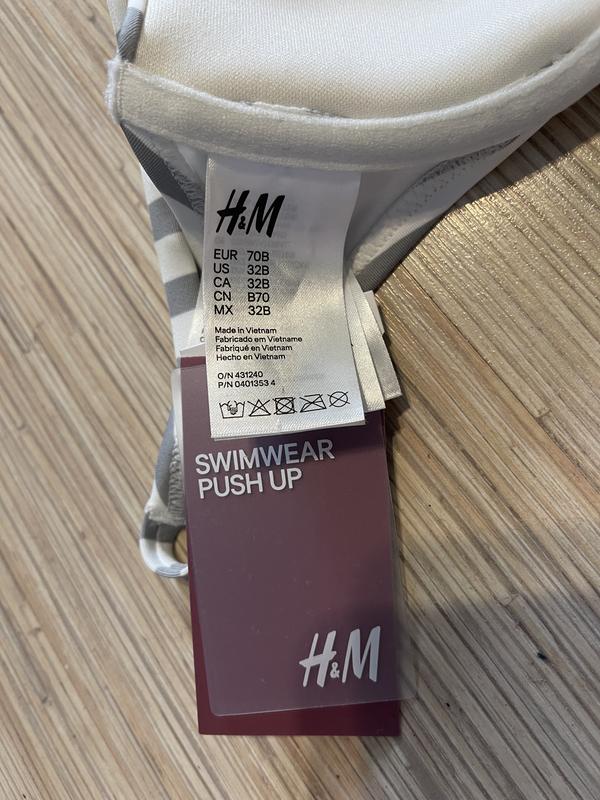 H&M
EUR 70B
US 32B
CA 32B
CN B70
MX 32B
Made in Vietnam
Fabricado em Vietname
Fabriqué en Vietnam
Hecho en Vietnam
O/N 431240
P/N 0401353 4
SWIMWEAR
PUSH UP
H&M